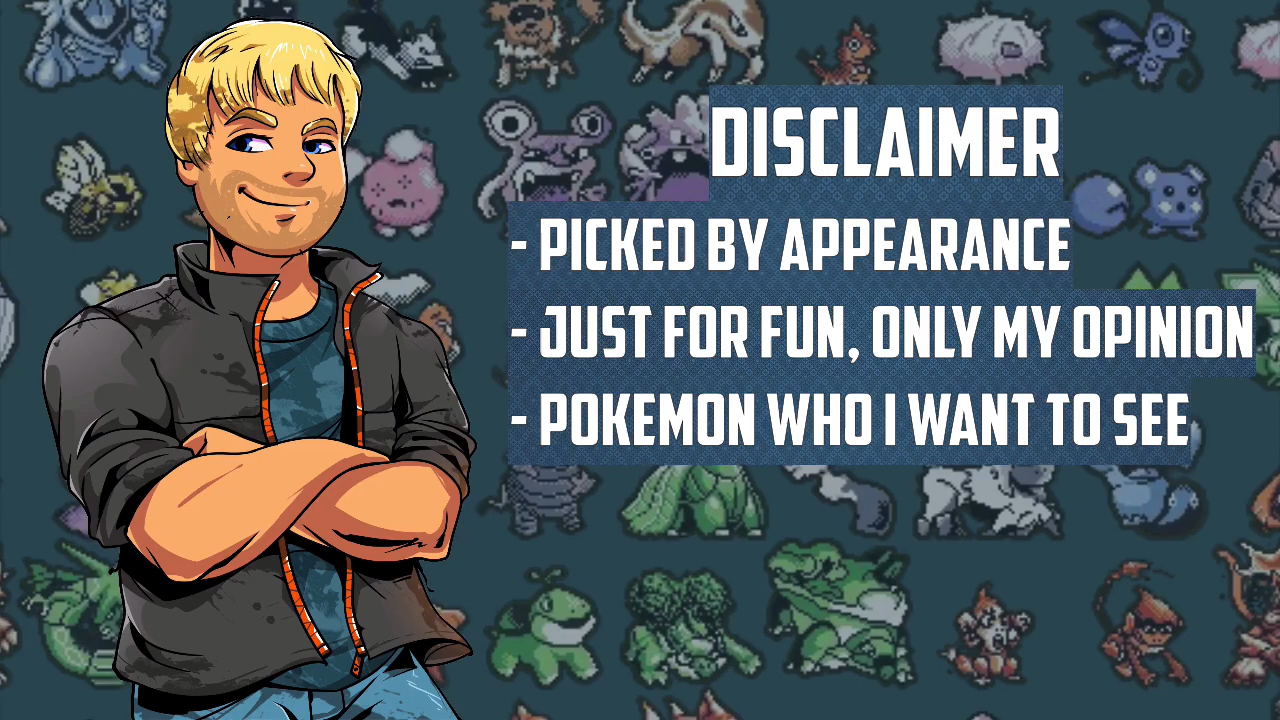 DISCLAIMER
- PICKED BY APPEARANCE
- JUST FOR FUN, ONLY MY OPINION
- POKEMON WHO I WANT TO SEE